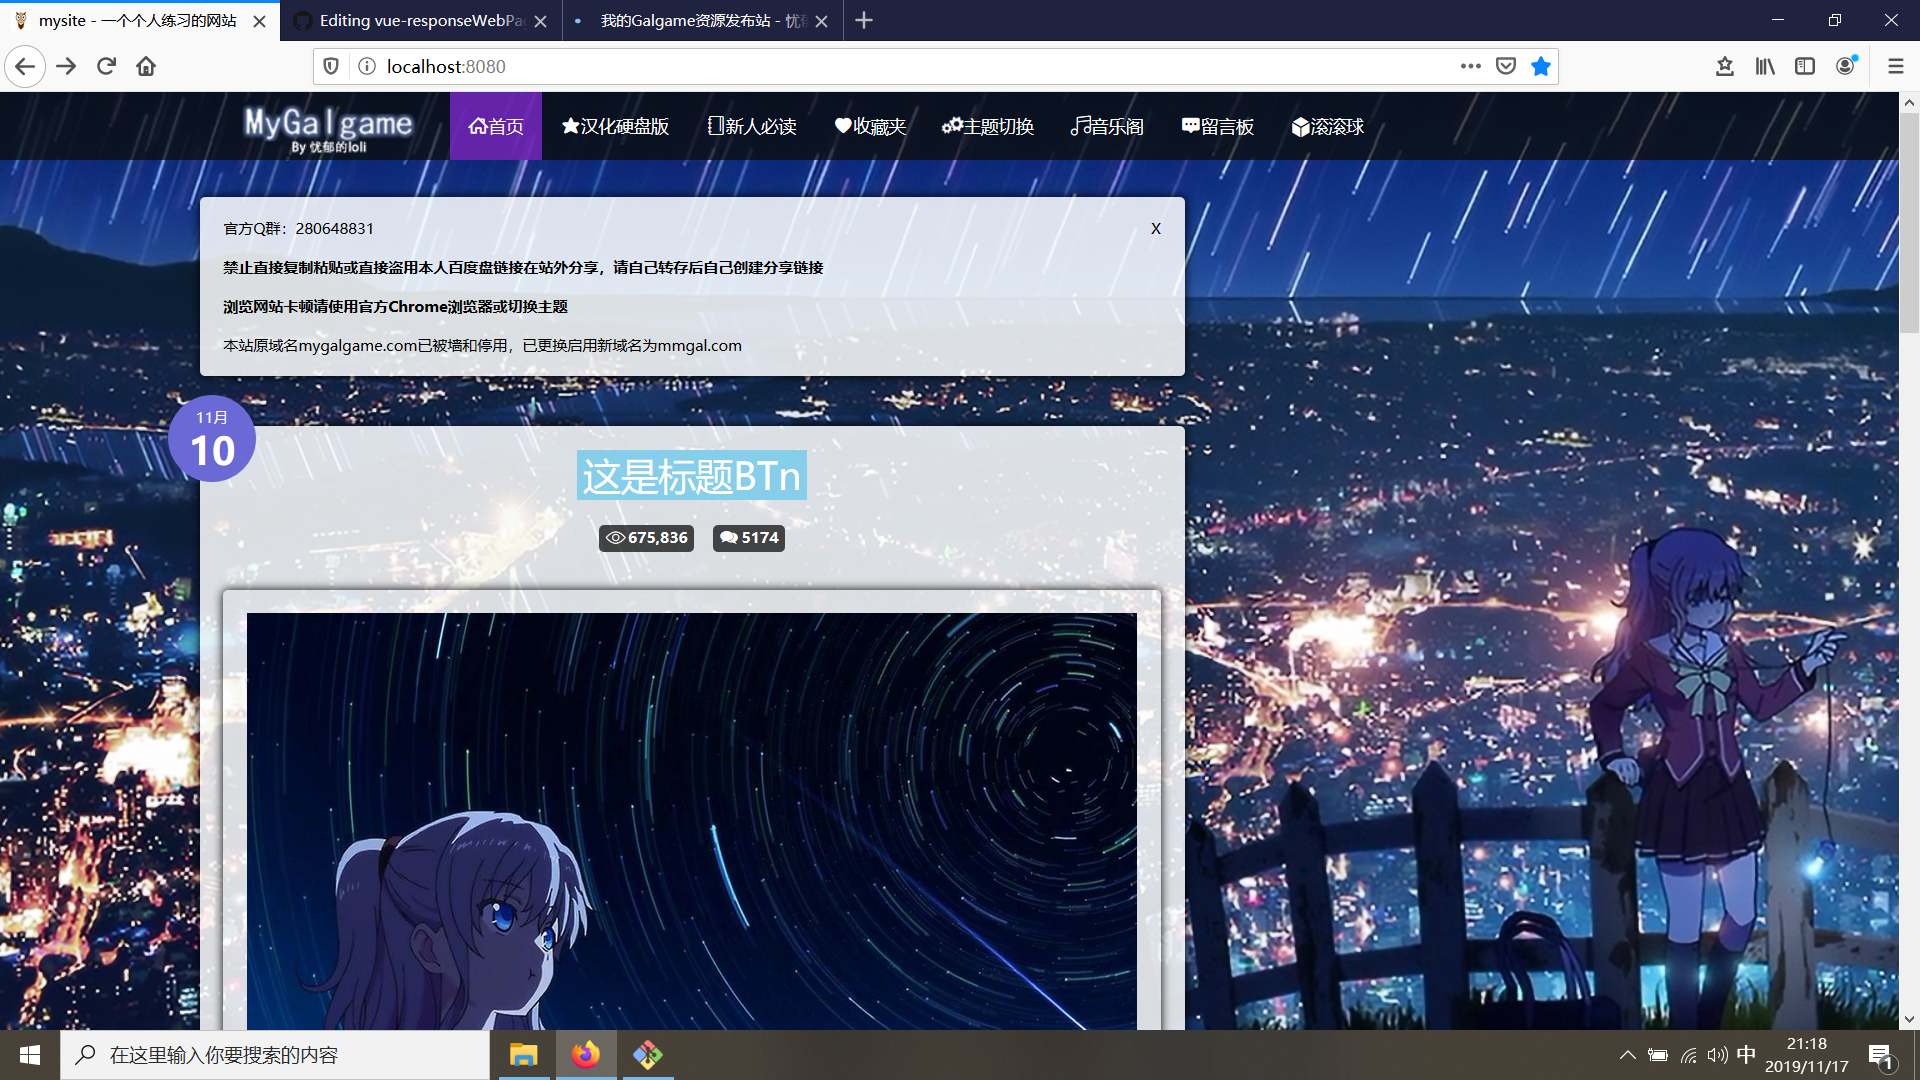 mysite - 一个个人练习的网站
Editing vue-responseWebPa
我的Galgame资源发布站 - 忧
localhost:8080
MyGalgame
By 忧郁的loli
首页
汉化硬盘版
新人必读
收藏夹
主题切换
音乐阁
留言板
滚滚球
官方Q群：280648831
X
禁止直接复制粘贴或直接盗用本人百度盘链接在站外分享，请自己转存后自己创建分享链接
浏览网站卡顿请使用官方Chrome浏览器或切换主题
本站原域名mygalgame.com已被墙和停用，已更换启用新域名为mmgal.com
11月
10
这是标题BTn
675,836
5174
在这里输入你要搜索的内容
中
21:18
2019/11/17
1